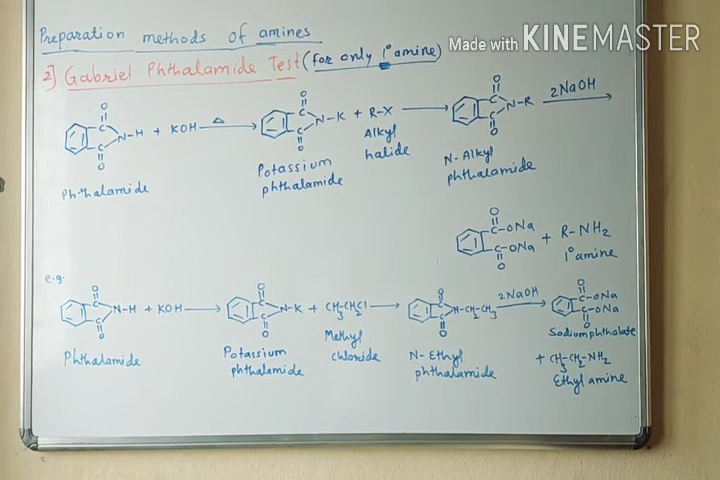 Made with KINEMASTER
Preparation methods of amines
2] Gabriel Phthalamide Test (for only 1° amine)
O
C
N-H + KOH
Δ
C
O
O
C
N-K + R-X
C
O
O
C
N-R
C
O
2NaOH
Phthalamide
Potassium
phthalamide
Alkyl
halide
N-Alkyl
phthalamide
O
C-ONa
C-ONa
O
+ R-NH2
1° amine
e.g.
O
C
N-H + KOH
C
O
O
C
N-K + CH3-CH2Cl
C
O
O
C
N-CH2-CH3
C
O
2NaOH
O
C-ONa
C-ONa
O
Phthalamide
Potassium
phthalamide
Methyl
chloride
N-Ethyl
phthalamide
Sodium phthalate
+ CH3-CH2-NH2
Ethyl amine